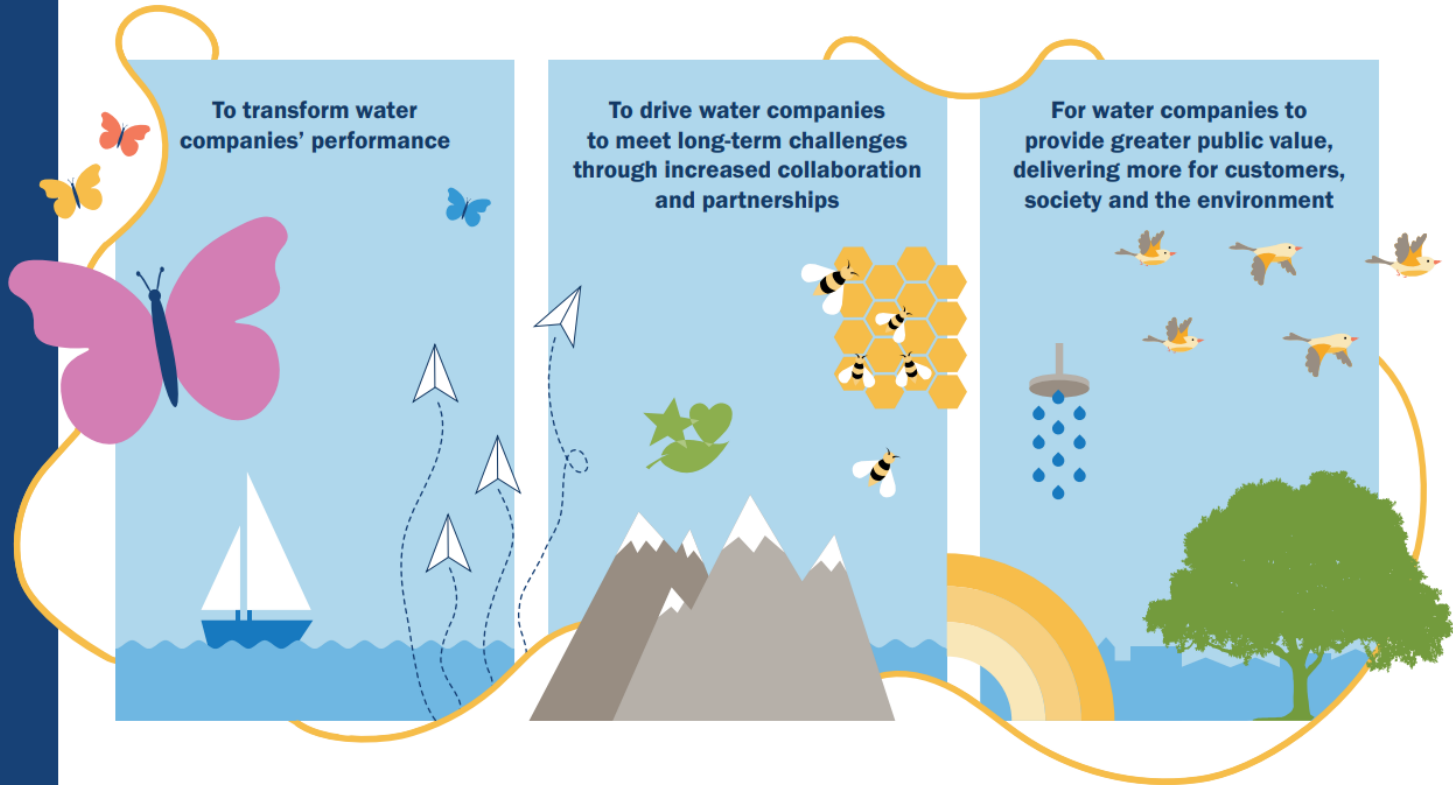 To transform water
companies’ performance
To drive water companies
to meet long-term challenges
through increased collaboration
and partnerships
For water companies to
provide greater public value,
delivering more for customers,
society and the environment